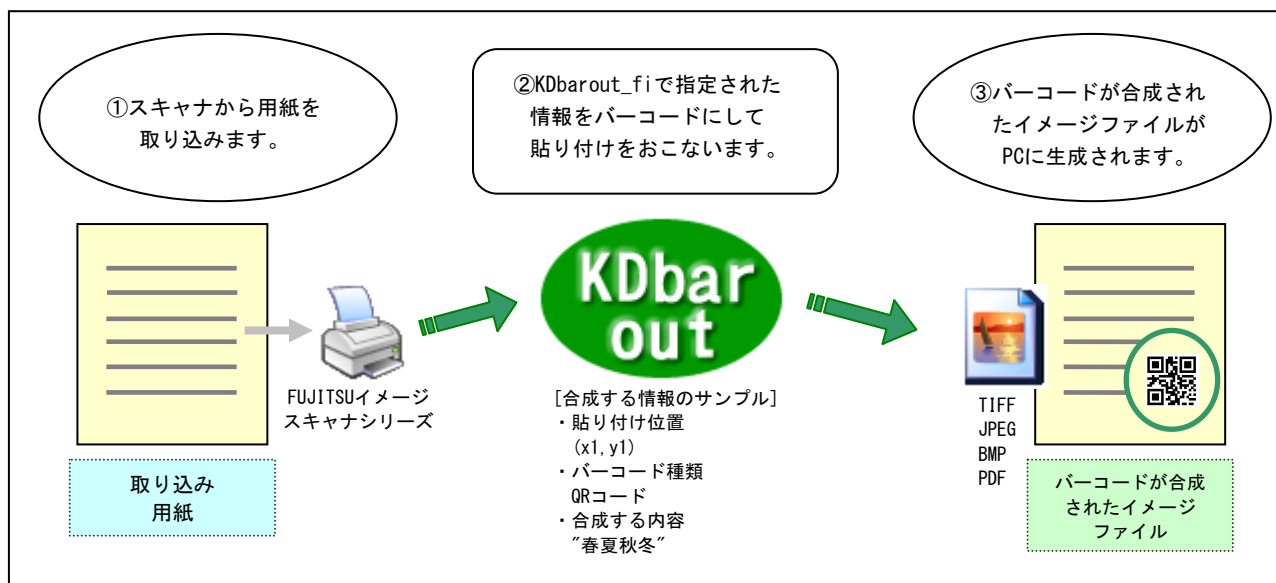 ①スキャナから用紙を
取り込みます。
②KDbarout_fiで指定された
情報をバーコードにして
貼り付けをおこないます。
③バーコードが合成され
たイメージファイルが
PCに生成されます。
FUJITSUイメージ
スキャナシリーズ
取り込み
用紙
KDbar
out
[合成する情報のサンプル]
・貼り付け位置
(x1,y1)
・バーコード種類
QRコード
・合成する内容
"春夏秋冬"
TIFF
JPEG
BMP
PDF
バーコードが合成
されたイメージ
ファイル